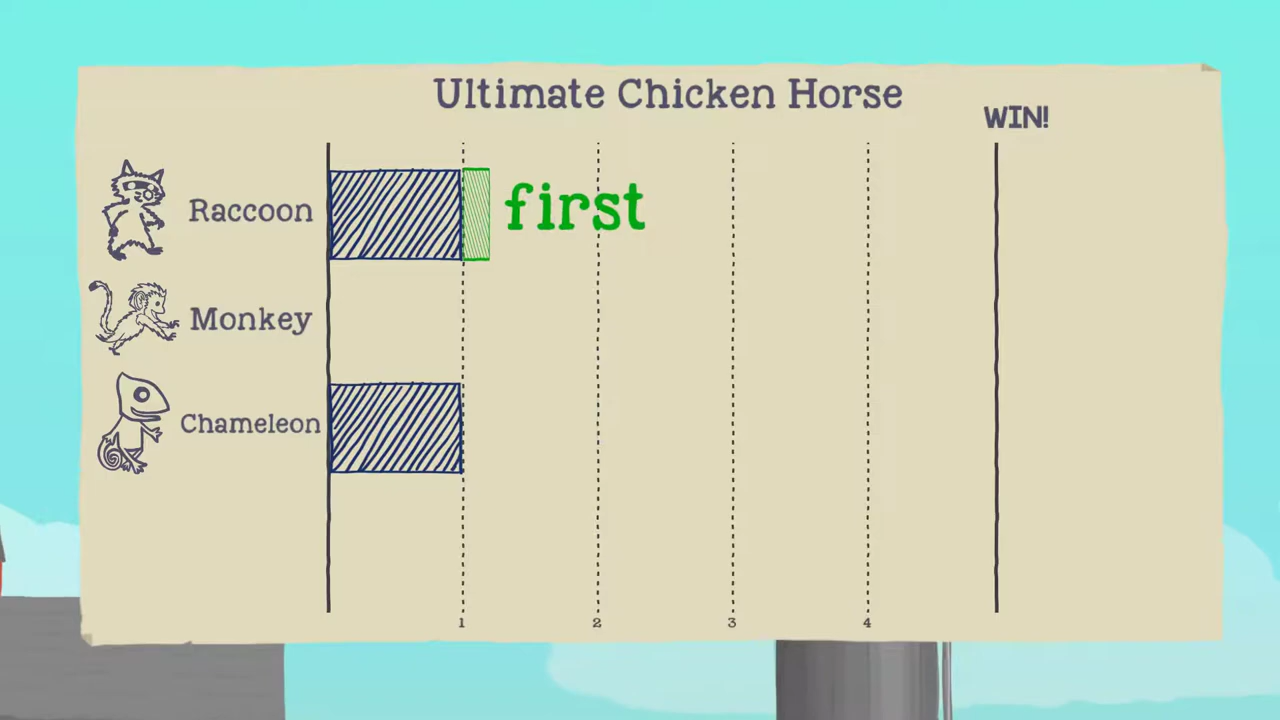 Ultimate Chicken Horse
WIN!
Raccoon
first
Monkey
Chameleon
1 2 3 4